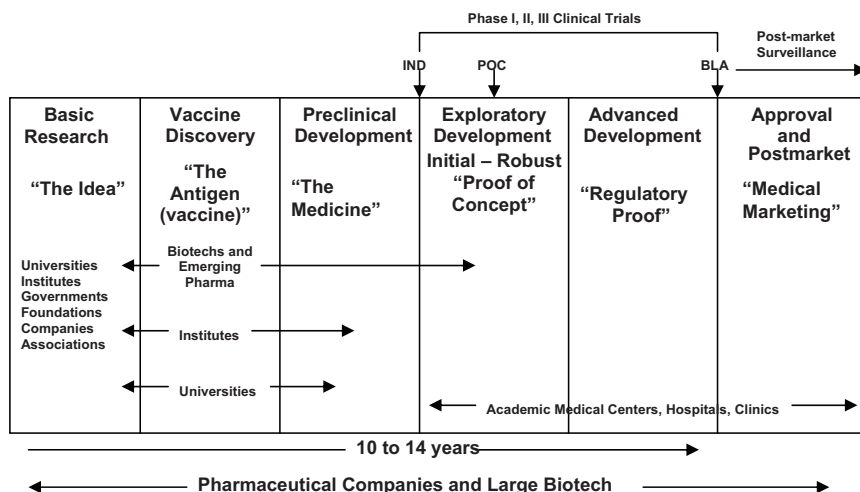 Phase I, II, III Clinical Trials
Post-market
Surveillance
IND
POC
BLA
Basic
Research
“The Idea”
Universities
Institutes
Governments
Foundations
Companies
Associations
Vaccine
Discovery
“The
Antigen
(vaccine)”
Preclinical
Development
“The
Medicine”
Exploratory
Development
Initial – Robust
“Proof of
Concept”
Advanced
Development
“Regulatory
Proof”
Approval
and
Postmarket
“Medical
Marketing”
Biotechs and
Emerging
Pharma
Institutes
Universities
Academic Medical Centers, Hospitals, Clinics
10 to 14 years
Pharmaceutical Companies and Large Biotech